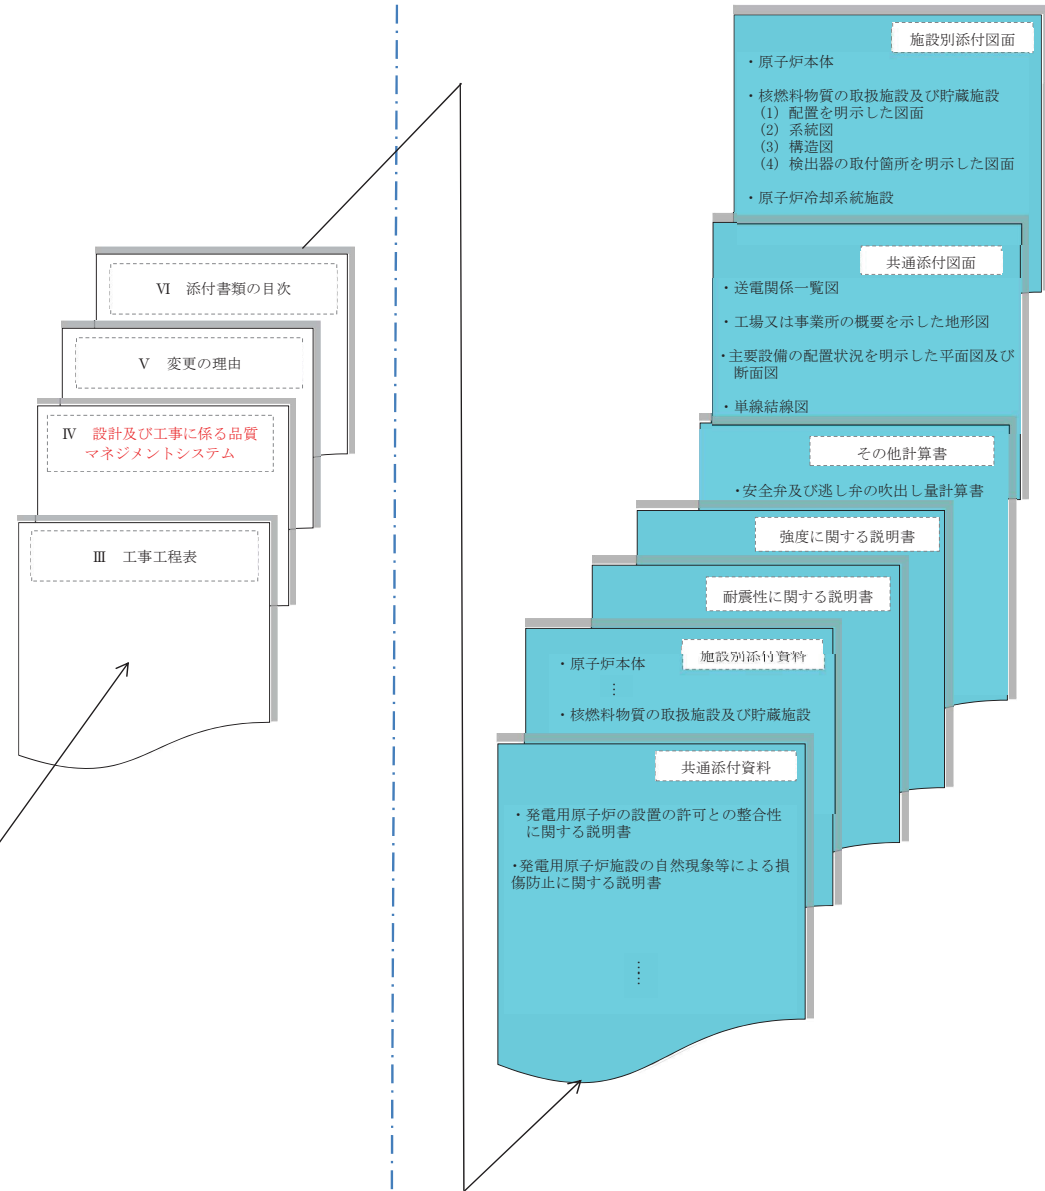 Ⅵ 添付書類の目次
Ⅴ 変更の理由
Ⅳ 設計及び工事に係る品質
マネジメントシステム
Ⅲ 工事工程表
施設別添付図面
・原子炉本体
・核燃料物質の取扱施設及び貯蔵施設
(1) 配置を明示した図面
(2) 系統図
(3) 構造図
(4) 検出器の取付箇所を明示した図面
・原子炉冷却系統施設
共通添付図面
・送電関係一覧図
・工場又は事業所の概要を示した地形図
・主要設備の配置状況を明示した平面図及び
断面図
・単線結線図
その他計算書
・安全弁及び逃し弁の吹出し量計算書
強度に関する説明書
耐震性に関する説明書
施設別添付資料
・原子炉本体
⋮
・核燃料物質の取扱施設及び貯蔵施設
共通添付資料
・発電用原子炉の設置の許可との整合性
に関する説明書
・発電用原子炉施設の自然現象等による損
傷防止に関する説明書
⋮